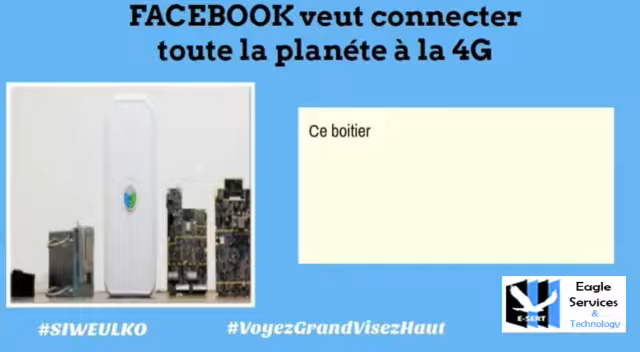 FACEBOOK veut connecter
toute la planéte à la 4G
Ce boitier
#SIWEULKO
#VoyezGrandVisezHaut
E-SERT
Eagle
Services
&
Technology